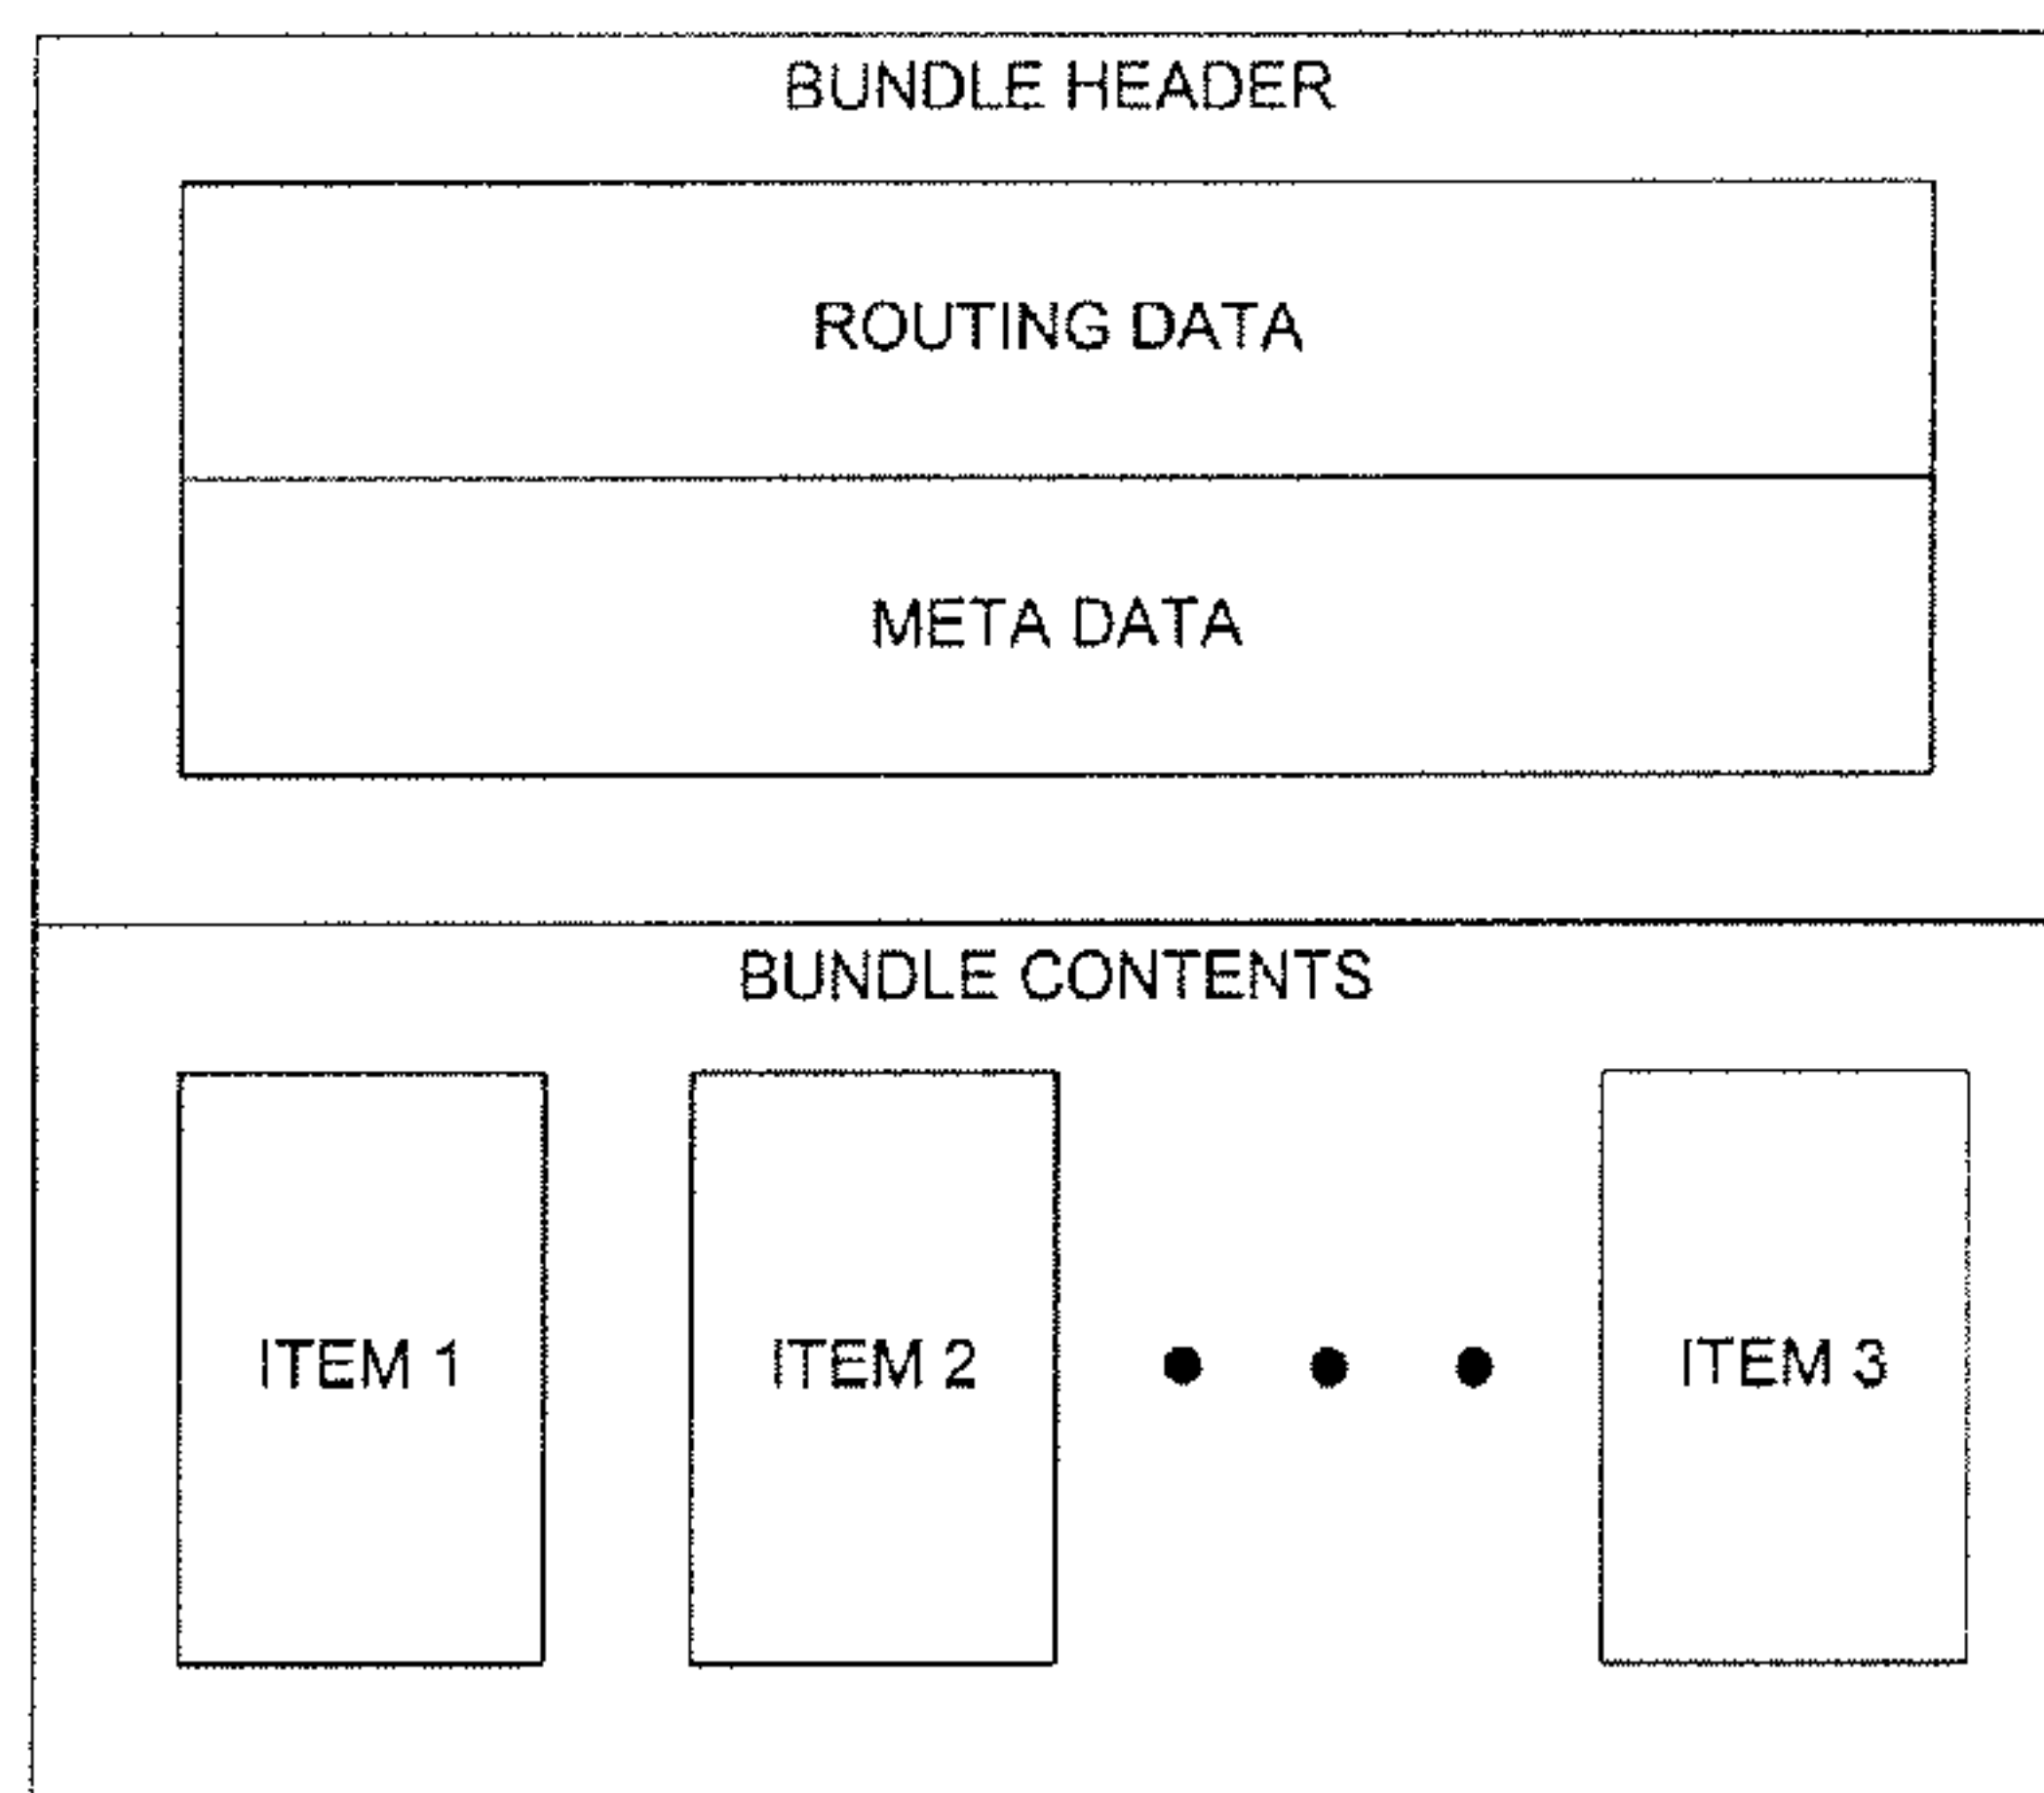 BUNDLE HEADER
ROUTING DATA
META DATA
BUNDLE CONTENTS
ITEM 1
ITEM 2
ITEM 3